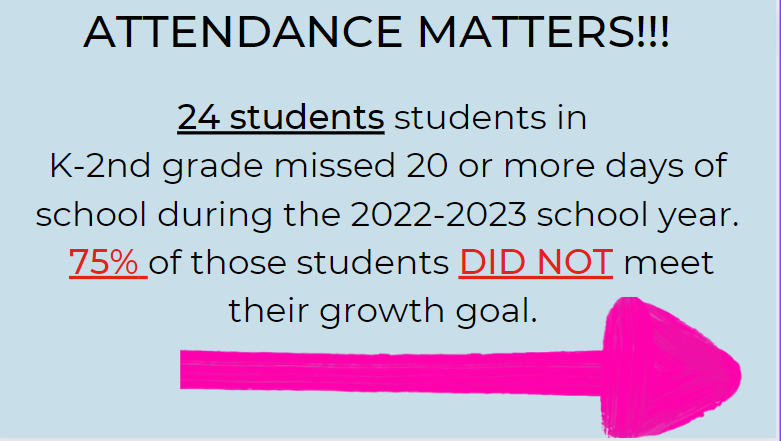 ATTENDANCE MATTERS!!!
24 students students in
K-2nd grade missed 20 or more days of
school during the 2022-2023 school year.
75% of those students DID NOT meet
their growth goal.